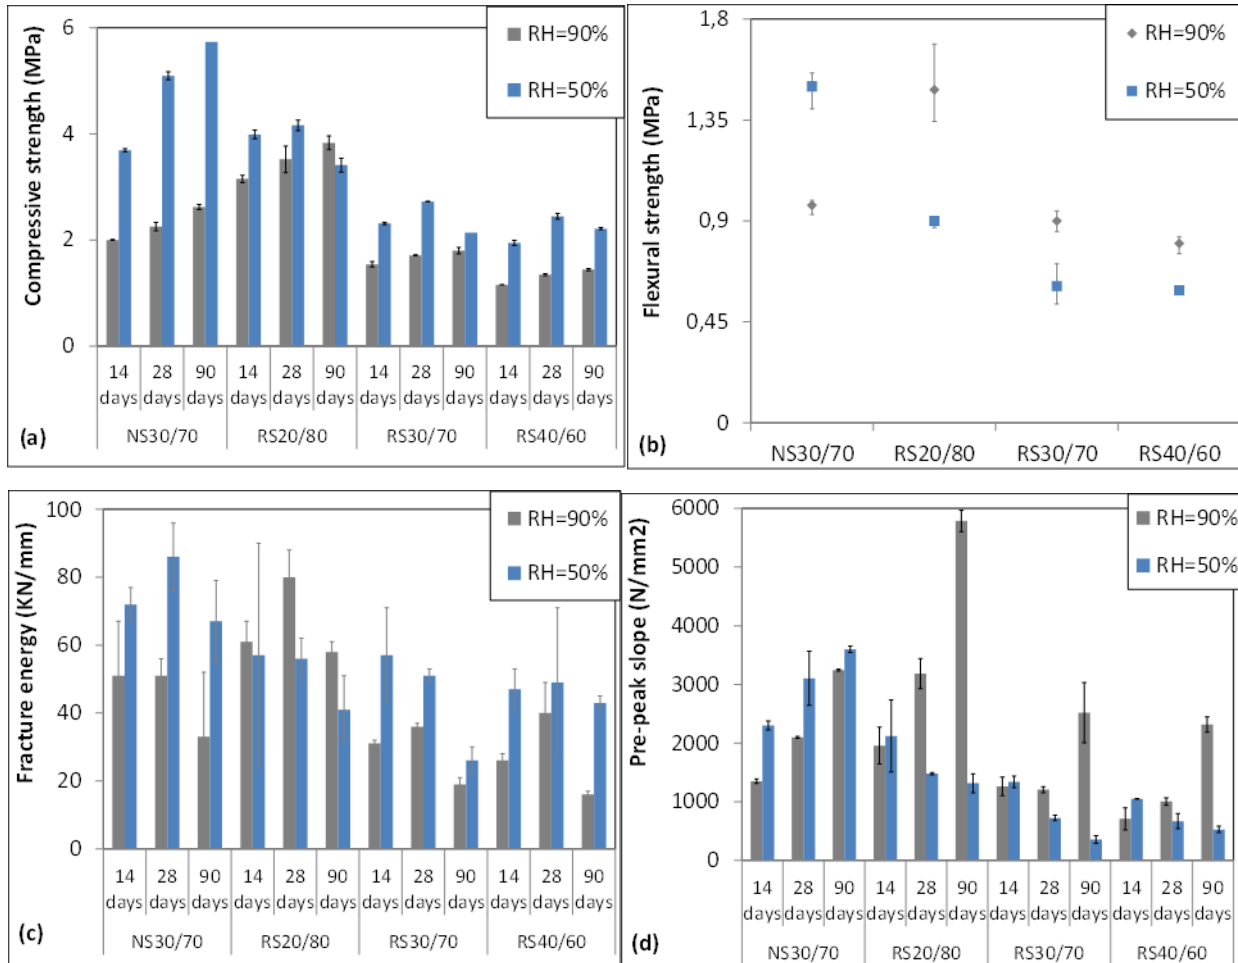 6
4
2
0
Compressive strength (MPa)
RH=90%
RH=50%
14 28 90 14 28 90 14 28 90 14 28 90
days days days days days days days days days days days days
NS30/70 RS20/80 RS30/70 RS40/60
(a)
1,8
1,35
0,9
0,45
0
Flexural strength (MPa)
RH=90%
RH=50%
NS30/70 RS20/80 RS30/70 RS40/60
(b)
100
80
60
40
20
0
Fracture energy (KN/mm)
RH=90%
RH=50%
14 28 90 14 28 90 14 28 90 14 28 90
days days days days days days days days days days days days
NS30/70 RS20/80 RS30/70 RS40/60
(c)
6000
5000
4000
3000
2000
1000
0
Pre-peak slope (N/mm2)
RH=90%
RH=50%
14 28 90 14 28 90 14 28 90 14 28 90
days days days days days days days days days days days days
NS30/70 RS20/80 RS30/70 RS40/60
(d)